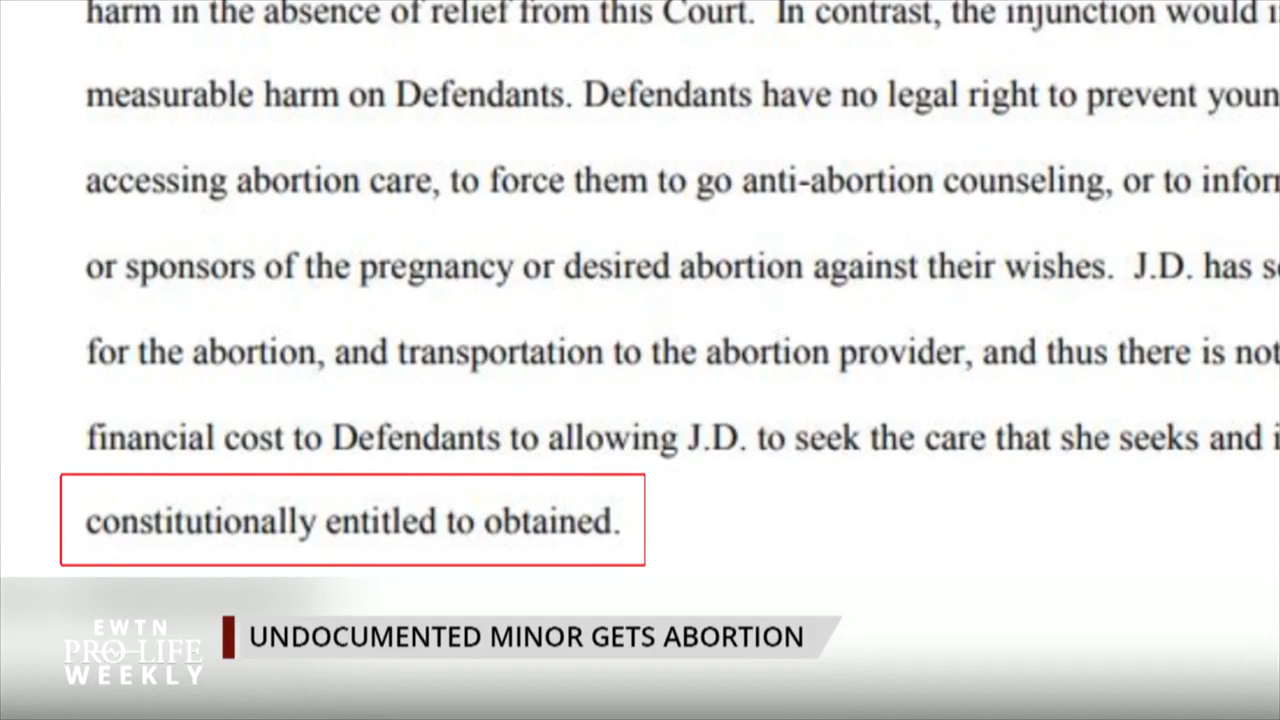 harm in the absence of relief from this Court. In contrast, the injunction would
measurable harm on Defendants. Defendants have no legal right to prevent
accessing abortion care, to force them to go anti-abortion counseling, or to
or sponsors of the pregnancy or desired abortion against their wishes. J.D. has
for the abortion, and transportation to the abortion provider, and thus there is not
financial cost to Defendants to allowing J.D. to seek the care that she seeks and
constitutionally entitled to obtained.
EWTN
PRO-LIFE
WEEKLY
UNDOCUMENTED MINOR GETS ABORTION